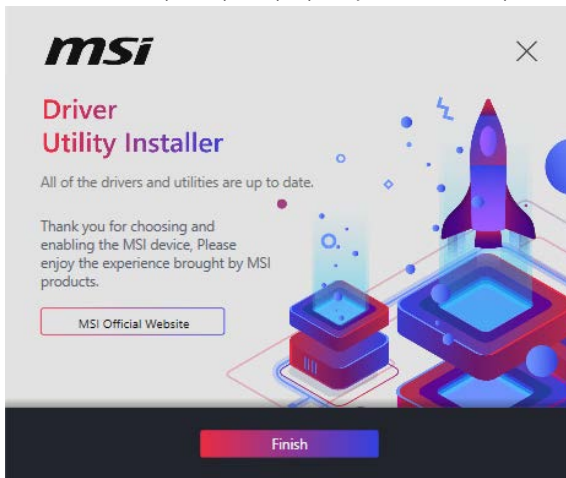 msi
Driver
Utility Installer
All of the drivers and utilities are up to date.
Thank you for choosing and
enabling the MSI device, Please
enjoy the experience brought by MSI
products.
MSI Official Website
Finish